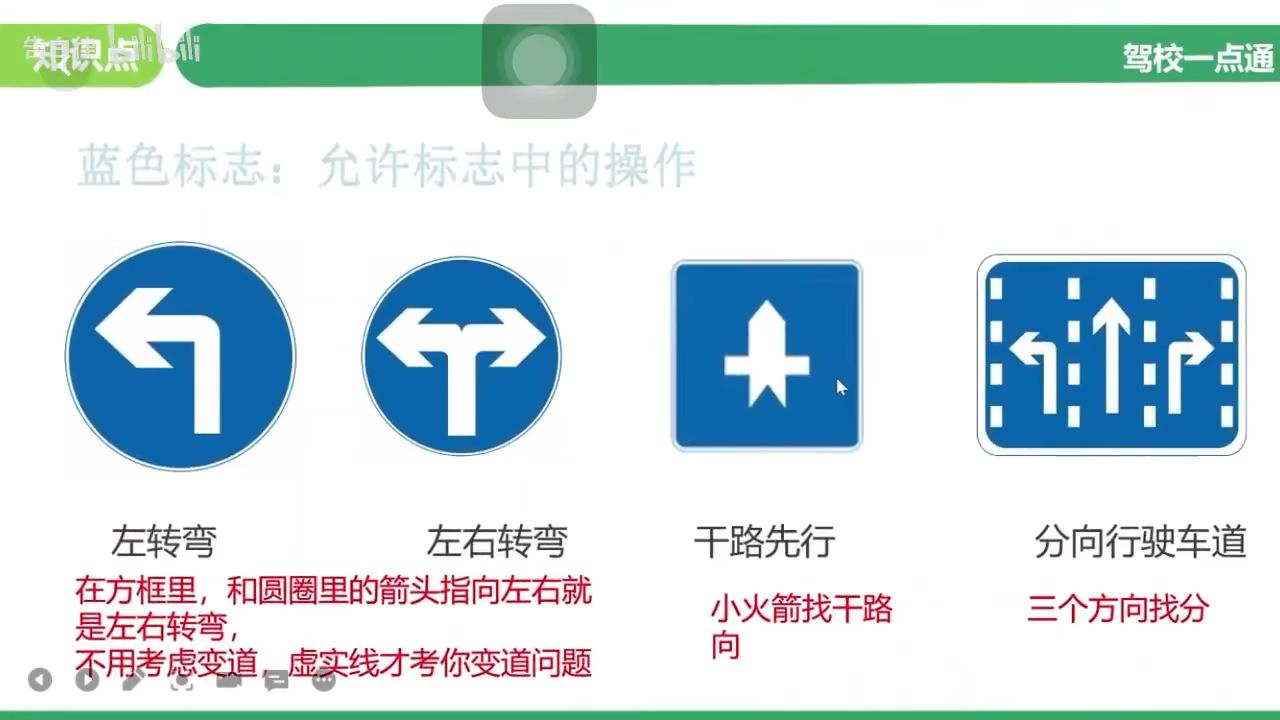 知识点
bilibili
驾校一点通
蓝色标志：允许标志中的操作
左转弯
左右转弯
干路先行
分向行驶车道
在方框里，和圆圈里的箭头指向左右就
是左右转弯，
不用考虑变道，虚实线才考你变道问题
小火箭找干路
向
三个方向找分